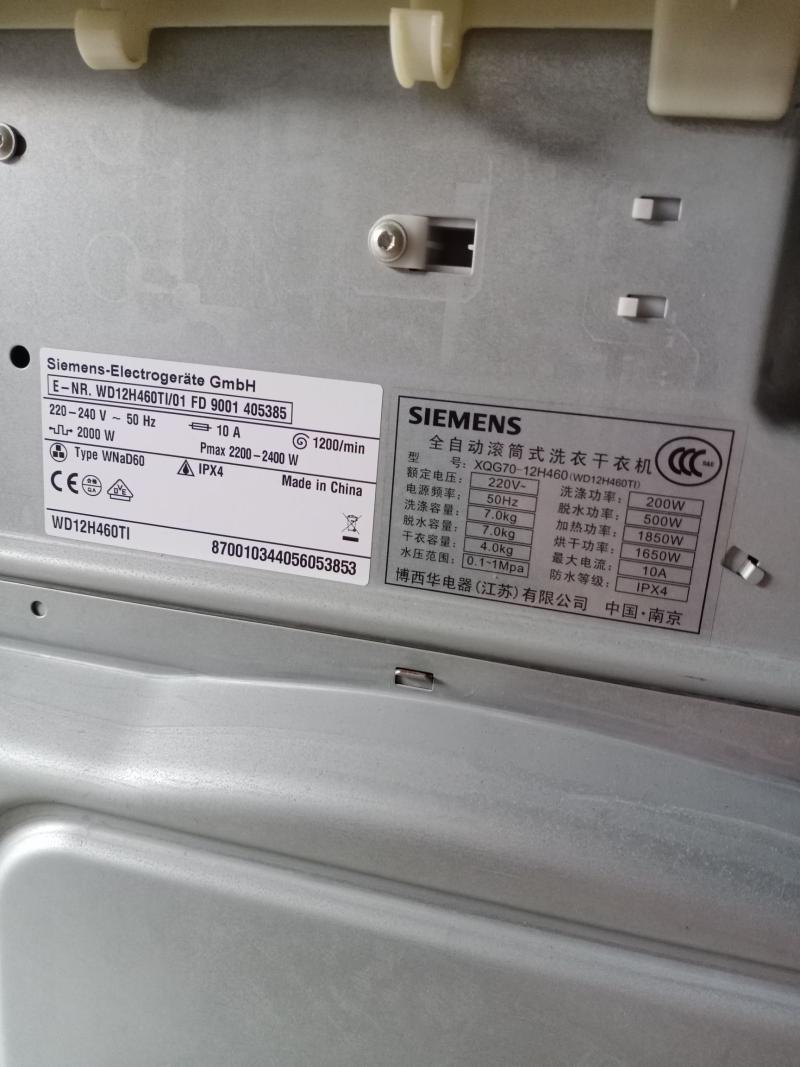 Siemens-Electrogeräte GmbH
E-NR. WD12H460TI/01 FD 9001 405385
220-240 V ~ 50 Hz
10 A
1200/min
2000 W
Pmax 2200-2400 W
Type WNaD60
IPX4
Made in China
CE
DVE
WD12H460TI
870010344056053853
SIEMENS
全自动滚筒式洗衣干衣机
CCC S&E
型 号: XQG70-12H460 (WD12H460TI)
额定电压: 220V~ 洗涤功率: 200W
电源频率: 50Hz 脱水功率: 500W
洗涤容量: 7.0kg 加热功率: 1850W
脱水容量: 7.0kg 烘干功率: 1650W
干衣容量: 4.0kg 最大电流: 10A
水压范围: 0.1~1Mpa 防水等级: IPX4
博西华电器(江苏)有限公司 中国·南京